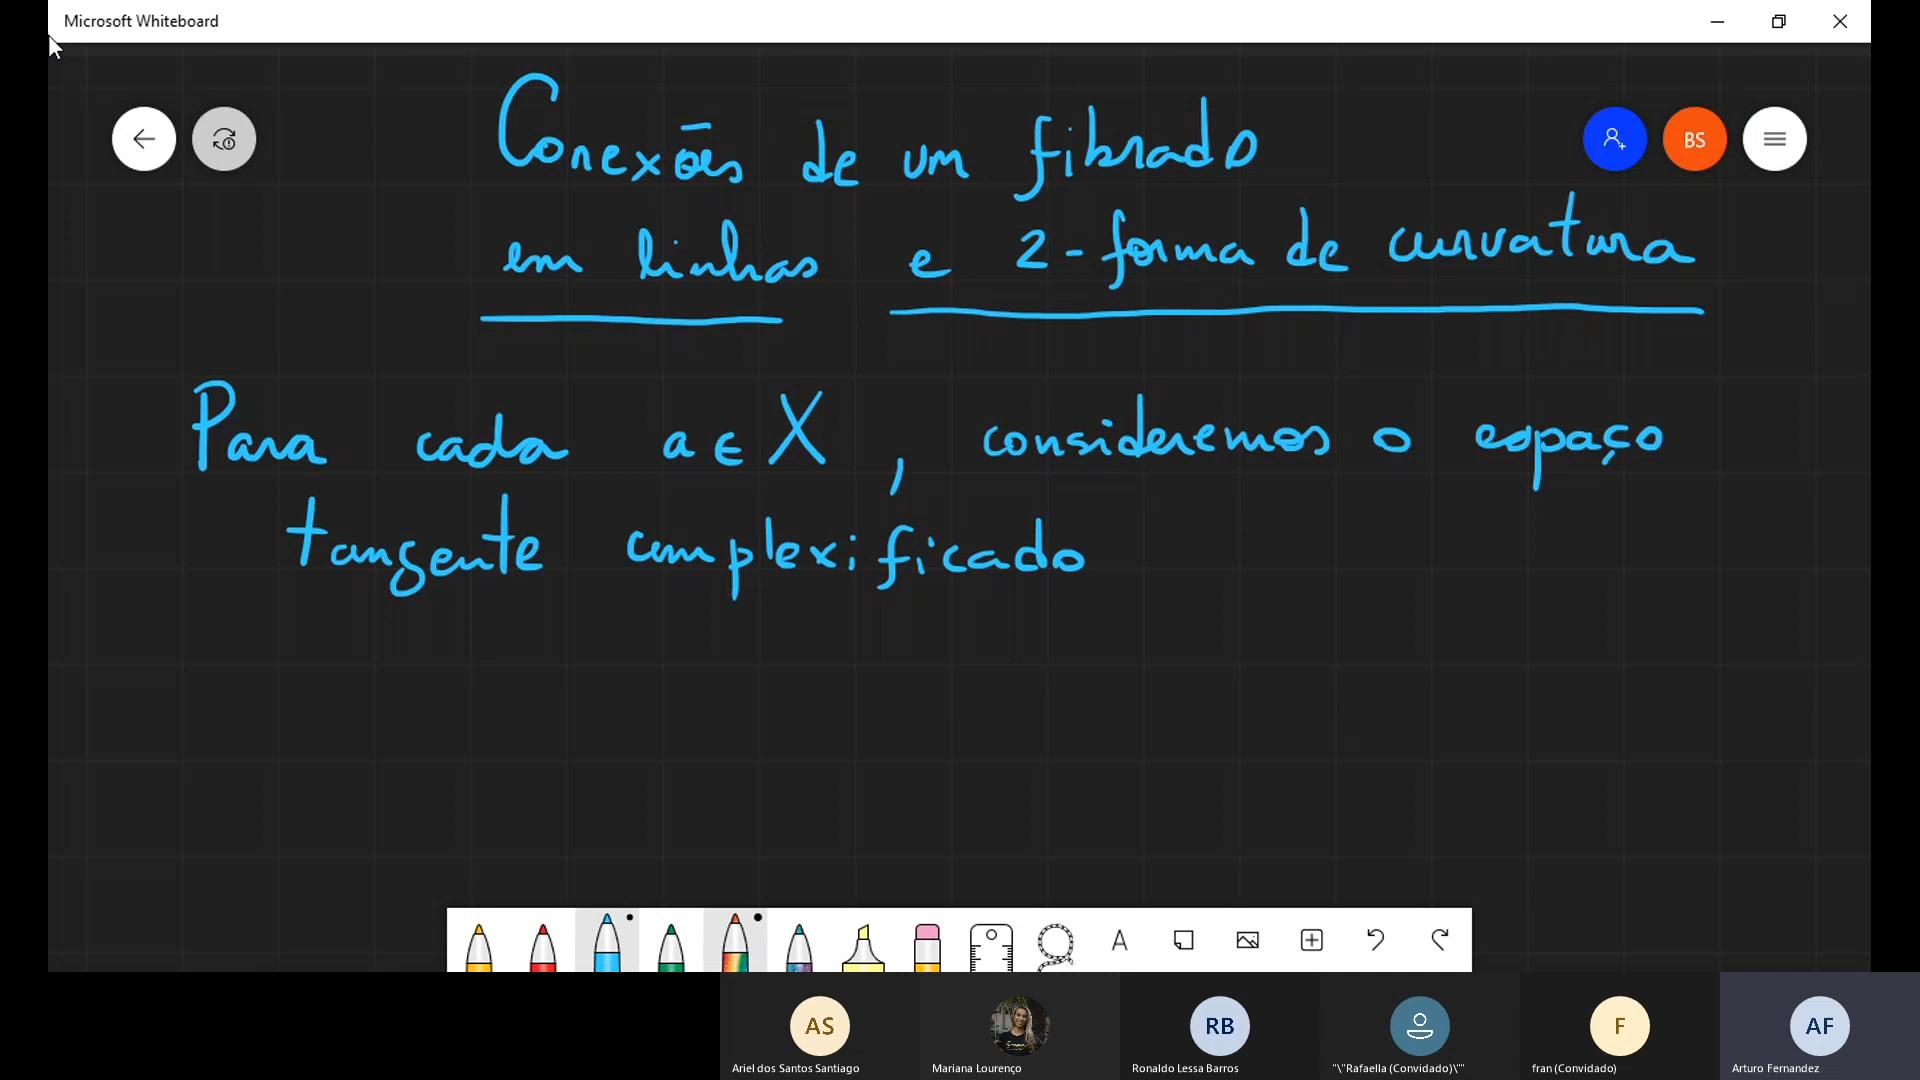 Microsoft Whiteboard
BS
Conexões de um fibrado
em linhas e 2-forma de curvatura
Para cada a ∈ X, consideremos o espaço
tangente complexificado
A
AS
RB
F
AF
Ariel dos Santos Santiago
Mariana Lourenço
Ronaldo Lessa Barros
"\"Rafaella (Convidado)\""
fran (Convidado)
Arturo Fernandez